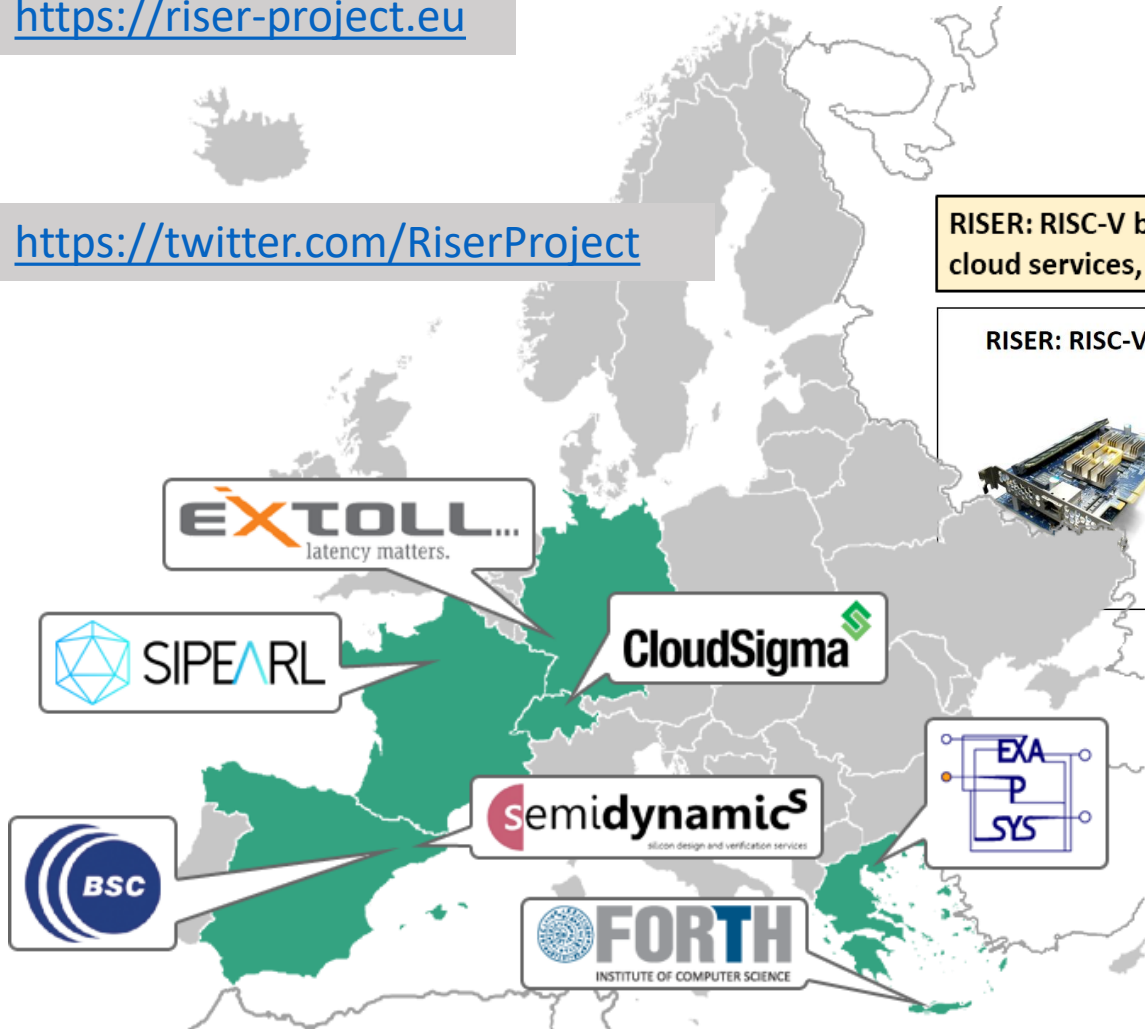 https://riser-project.eu
https://twitter.com/RiserProject
RISER: RISC-V b
cloud services,
RISER: RISC-V
EXTOLL...
latency matters.
SIPEARL
CloudSigma
EXA
P
SYS
semidynamics
silicon design and verification services
BSC
FORTH
INSTITUTE OF COMPUTER SCIENCE